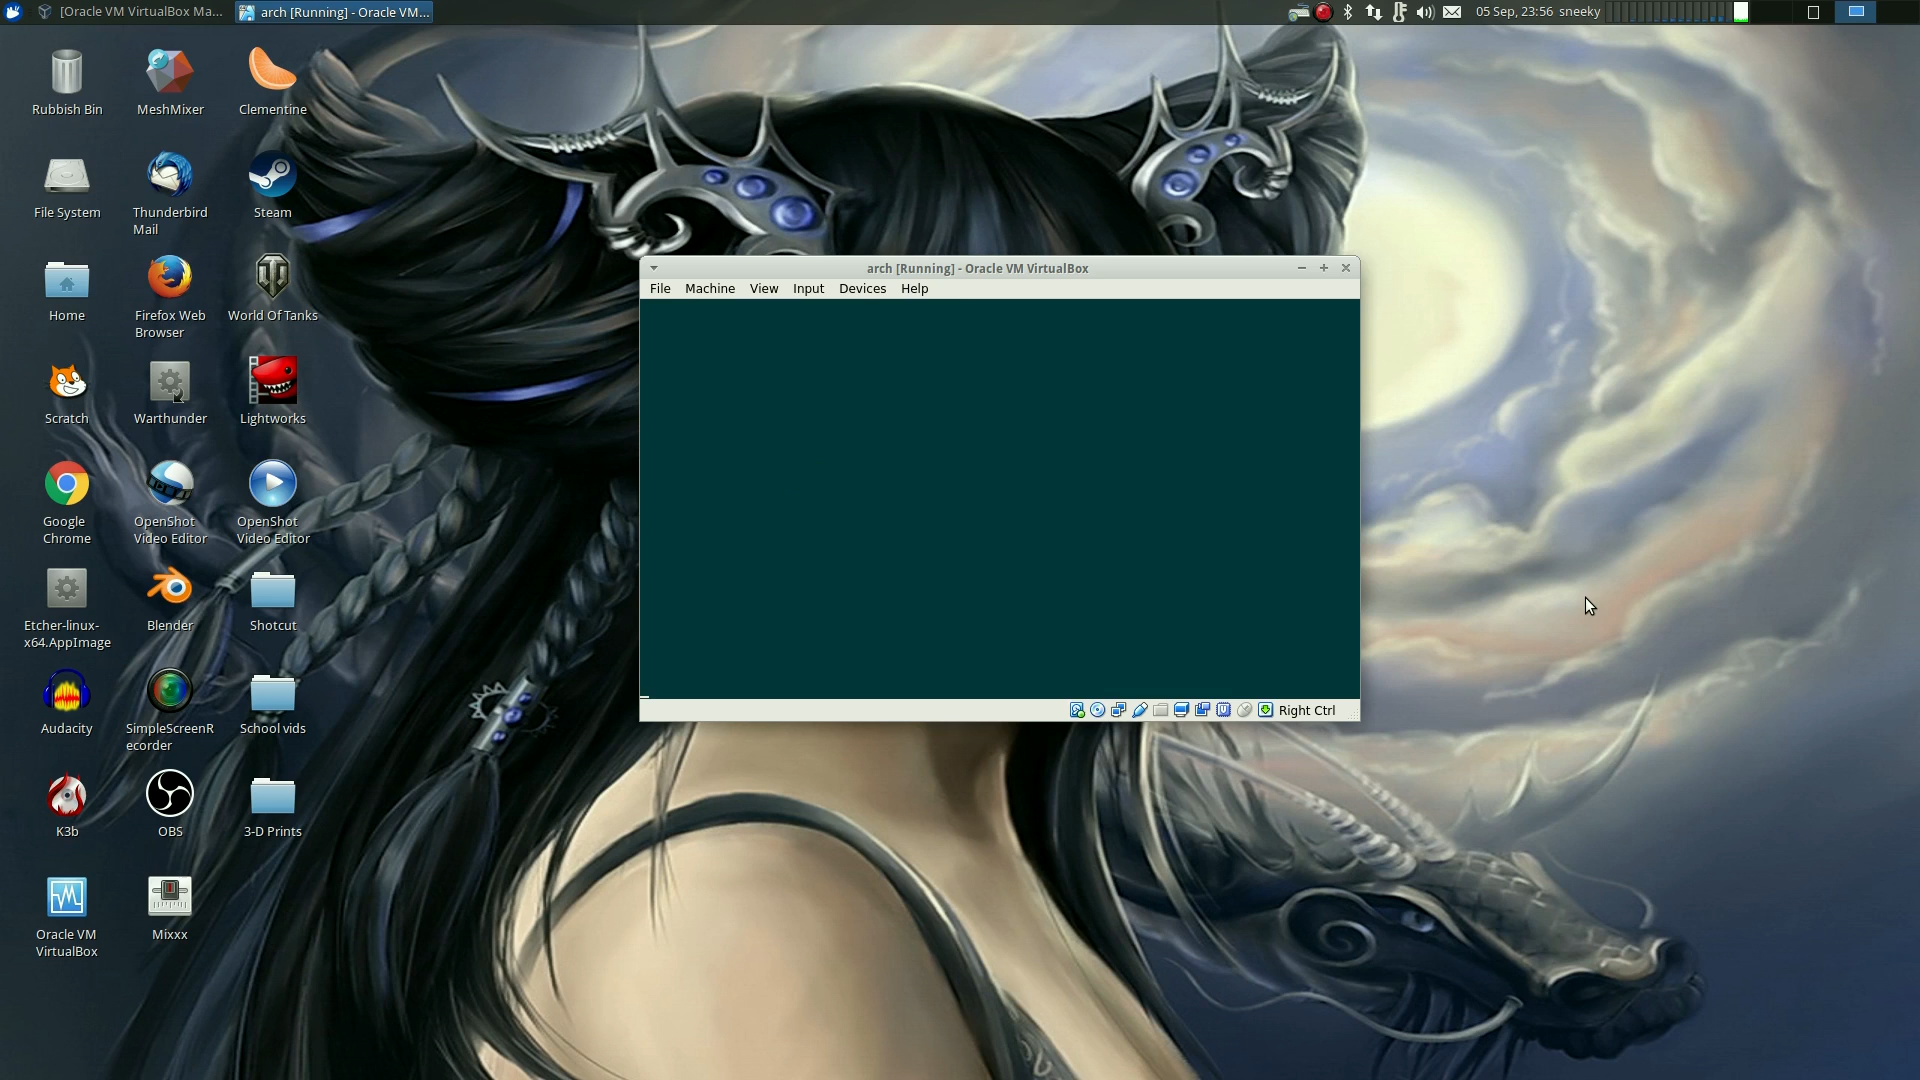 [Oracle VM VirtualBox Ma...
arch [Running] - Oracle VM...
05 Sep, 23:56 sneeky
Rubbish Bin
MeshMixer
Clementine
File System
Thunderbird
Mail
Steam
Home
Firefox Web
Browser
World Of Tanks
Scratch
Warthunder
Lightworks
Google
Chrome
OpenShot
Video Editor
OpenShot
Video Editor
Etcher-linux-
x64.AppImage
Blender
Shotcut
Audacity
SimpleScreenR
ecorder
School vids
K3b
OBS
3-D Prints
Oracle VM
VirtualBox
Mixxx
arch [Running] - Oracle VM VirtualBox
File Machine View Input Devices Help
Right Ctrl